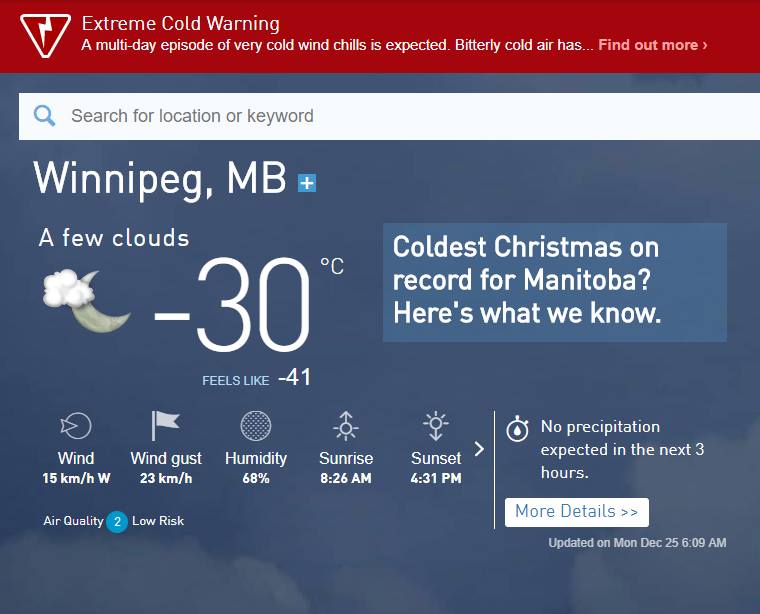 Extreme Cold Warning
A multi-day episode of very cold wind chills is expected. Bitterly cold air has... Find out more ›
Search for location or keyword
Winnipeg, MB +
A few clouds
-30 °C
FEELS LIKE -41
Coldest Christmas on
record for Manitoba?
Here's what we know.
Wind Wind gust Humidity Sunrise Sunset
15 km/h W 23 km/h 68% 8:26 AM 4:31 PM
Air Quality 2 Low Risk
No precipitation
expected in the next 3
hours.
More Details >>
Updated on Mon Dec 25 6:09 AM